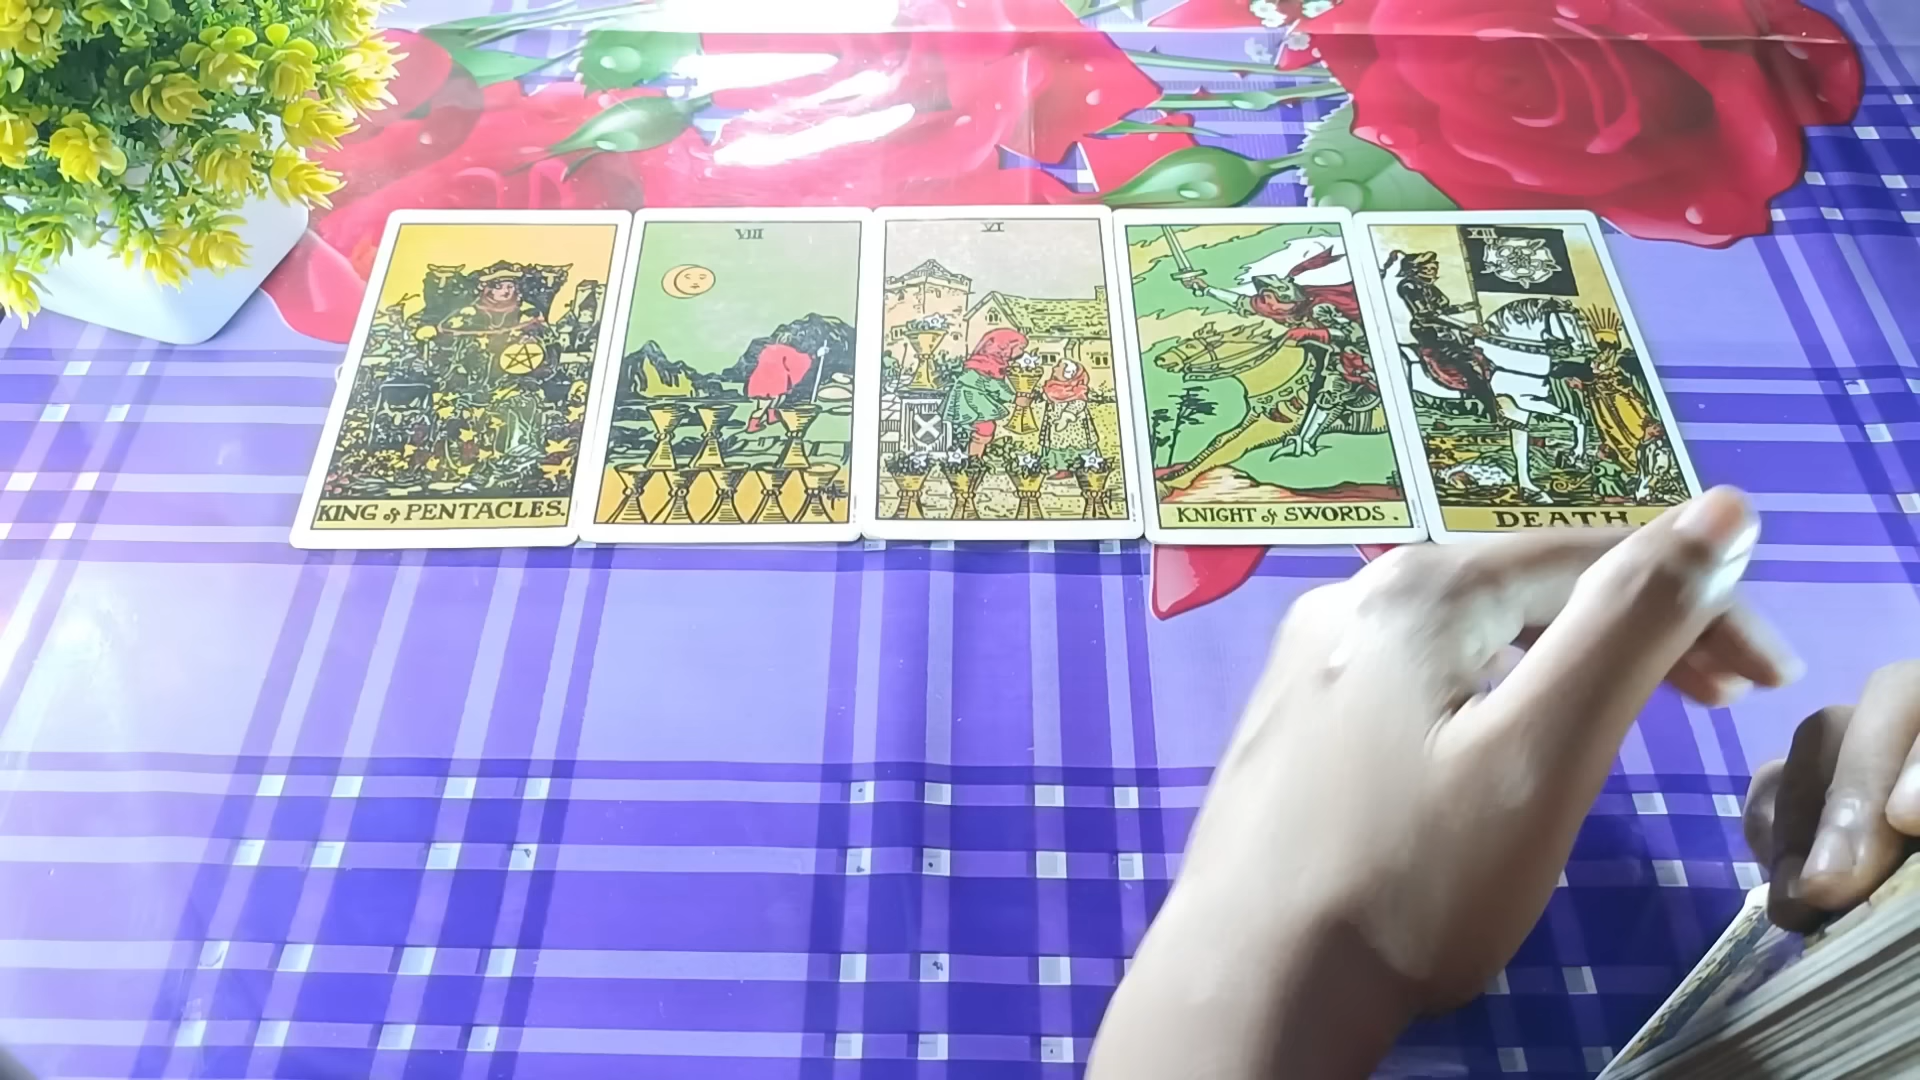 KING of PENTACLES.
VIII
VI
KNIGHT of SWORDS.
XIII
DEATH.